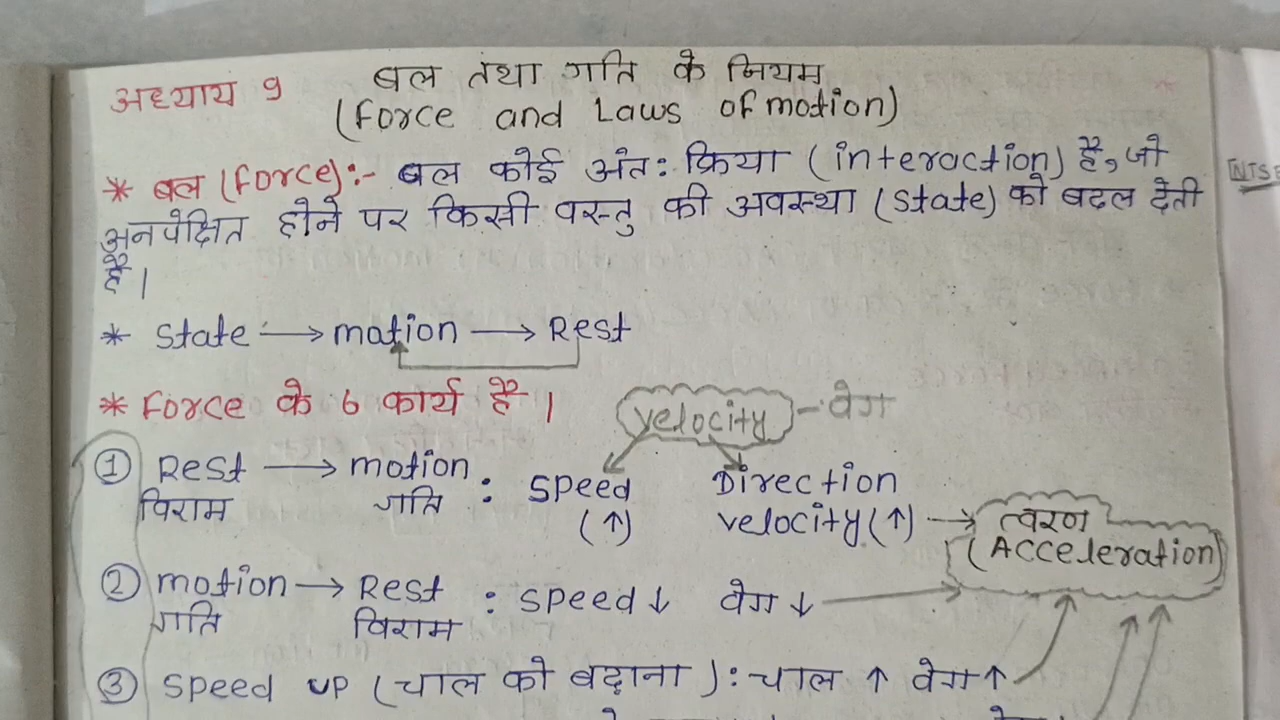 अध्याय 9
बल तथा गति के नियम
(Force and Laws of motion)
* बल (Force):- बल कोई अंत: क्रिया (interaction) है, जो
अनपेक्षित होने पर किसी वस्तु की अवस्था (State) को बदल देती
है।
* State → motion → Rest
* Force के 6 कार्य है।
velocity - वेग
① Rest → motion : Speed Direction
विराम गति (↑) velocity (↑) → त्वरण
(Acceleration)
② motion → Rest : Speed ↓ वेग ↓
गति विराम
③ Speed up (चाल को बढ़ाना) : चाल ↑ वेग ↑